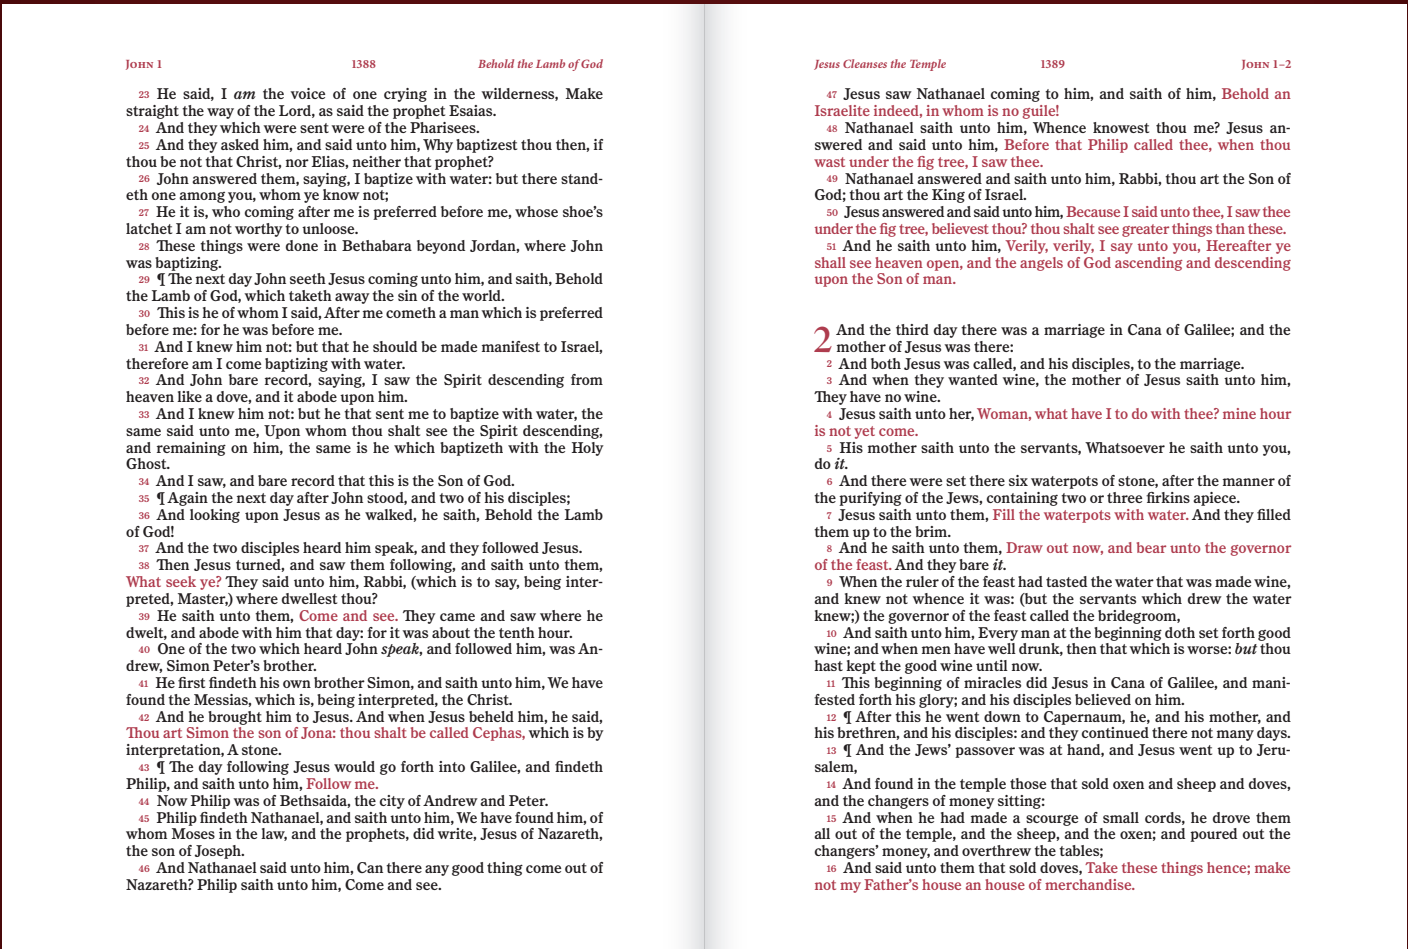 John 1 1388 Behold the Lamb of God
23 He said, I am the voice of one crying in the wilderness, Make
straight the way of the Lord, as said the prophet Esaias.
24 And they which were sent were of the Pharisees.
25 And they asked him, and said unto him, Why baptizest thou then, if
thou be not that Christ, nor Elias, neither that prophet?
26 John answered them, saying, I baptize with water: but there stand-
eth one among you, whom ye know not;
27 He it is, who coming after me is preferred before me, whose shoe's
latchet I am not worthy to unloose.
28 These things were done in Bethabara beyond Jordan, where John
was baptizing.
29 ¶ The next day John seeth Jesus coming unto him, and saith, Behold
the Lamb of God, which taketh away the sin of the world.
30 This is he of whom I said, After me cometh a man which is preferred
before me: for he was before me.
31 And I knew him not: but that he should be made manifest to Israel,
therefore am I come baptizing with water.
32 And John bare record, saying, I saw the Spirit descending from
heaven like a dove, and it abode upon him.
33 And I knew him not: but he that sent me to baptize with water, the
same said unto me, Upon whom thou shalt see the Spirit descending,
and remaining on him, the same is he which baptizeth with the Holy
Ghost.
34 And I saw, and bare record that this is the Son of God.
35 ¶ Again the next day after John stood, and two of his disciples;
36 And looking upon Jesus as he walked, he saith, Behold the Lamb
of God!
37 And the two disciples heard him speak, and they followed Jesus.
38 Then Jesus turned, and saw them following, and saith unto them,
What seek ye? They said unto him, Rabbi, (which is to say, being inter-
preted, Master,) where dwellest thou?
39 He saith unto them, Come and see. They came and saw where he
dwelt, and abode with him that day: for it was about the tenth hour.
40 One of the two which heard John speak, and followed him, was An-
drew, Simon Peter's brother.
41 He first findeth his own brother Simon, and saith unto him, We have
found the Messias, which is, being interpreted, the Christ.
42 And he brought him to Jesus. And when Jesus beheld him, he said,
Thou art Simon the son of Jona: thou shalt be called Cephas, which is by
interpretation, A stone.
43 ¶ The day following Jesus would go forth into Galilee, and findeth
Philip, and saith unto him, Follow me.
44 Now Philip was of Bethsaida, the city of Andrew and Peter.
45 Philip findeth Nathanael, and saith unto him, We have found him, of
whom Moses in the law, and the prophets, did write, Jesus of Nazareth,
the son of Joseph.
46 And Nathanael said unto him, Can there any good thing come out of
Nazareth? Philip saith unto him, Come and see.
Jesus Cleanses the Temple 1389 John 1–2
47 Jesus saw Nathanael coming to him, and saith of him, Behold an
Israelite indeed, in whom is no guile!
48 Nathanael saith unto him, Whence knowest thou me? Jesus an-
swered and said unto him, Before that Philip called thee, when thou
wast under the fig tree, I saw thee.
49 Nathanael answered and saith unto him, Rabbi, thou art the Son of
God; thou art the King of Israel.
50 Jesus answered and said unto him, Because I said unto thee, I saw thee
under the fig tree, believest thou? thou shalt see greater things than these.
51 And he saith unto him, Verily, verily, I say unto you, Hereafter ye
shall see heaven open, and the angels of God ascending and descending
upon the Son of man.
2 And the third day there was a marriage in Cana of Galilee; and the
mother of Jesus was there:
2 And both Jesus was called, and his disciples, to the marriage.
3 And when they wanted wine, the mother of Jesus saith unto him,
They have no wine.
4 Jesus saith unto her, Woman, what have I to do with thee? mine hour
is not yet come.
5 His mother saith unto the servants, Whatsoever he saith unto you,
do it.
6 And there were set there six waterpots of stone, after the manner of
the purifying of the Jews, containing two or three firkins apiece.
7 Jesus saith unto them, Fill the waterpots with water. And they filled
them up to the brim.
8 And he saith unto them, Draw out now, and bear unto the governor
of the feast. And they bare it.
9 When the ruler of the feast had tasted the water that was made wine,
and knew not whence it was: (but the servants which drew the water
knew;) the governor of the feast called the bridegroom,
10 And saith unto him, Every man at the beginning doth set forth good
wine; and when men have well drunk, then that which is worse: but thou
hast kept the good wine until now.
11 This beginning of miracles did Jesus in Cana of Galilee, and mani-
fested forth his glory; and his disciples believed on him.
12 ¶ After this he went down to Capernaum, he, and his mother, and
his brethren, and his disciples: and they continued there not many days.
13 ¶ And the Jews' passover was at hand, and Jesus went up to Jeru-
salem,
14 And found in the temple those that sold oxen and sheep and doves,
and the changers of money sitting:
15 And when he had made a scourge of small cords, he drove them
all out of the temple, and the sheep, and the oxen; and poured out the
changers' money, and overthrew the tables;
16 And said unto them that sold doves, Take these things hence; make
not my Father's house an house of merchandise.